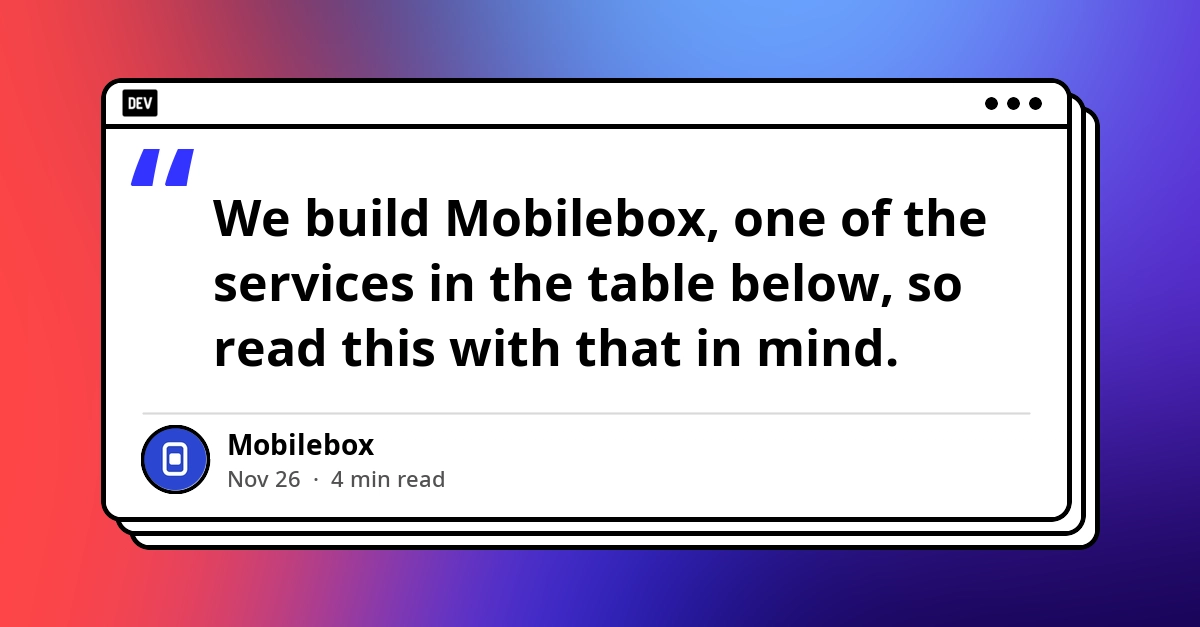 DEV
“
We build Mobilebox, one of the
services in the table below, so
read this with that in mind.
Mobilebox
Nov 26 · 4 min read